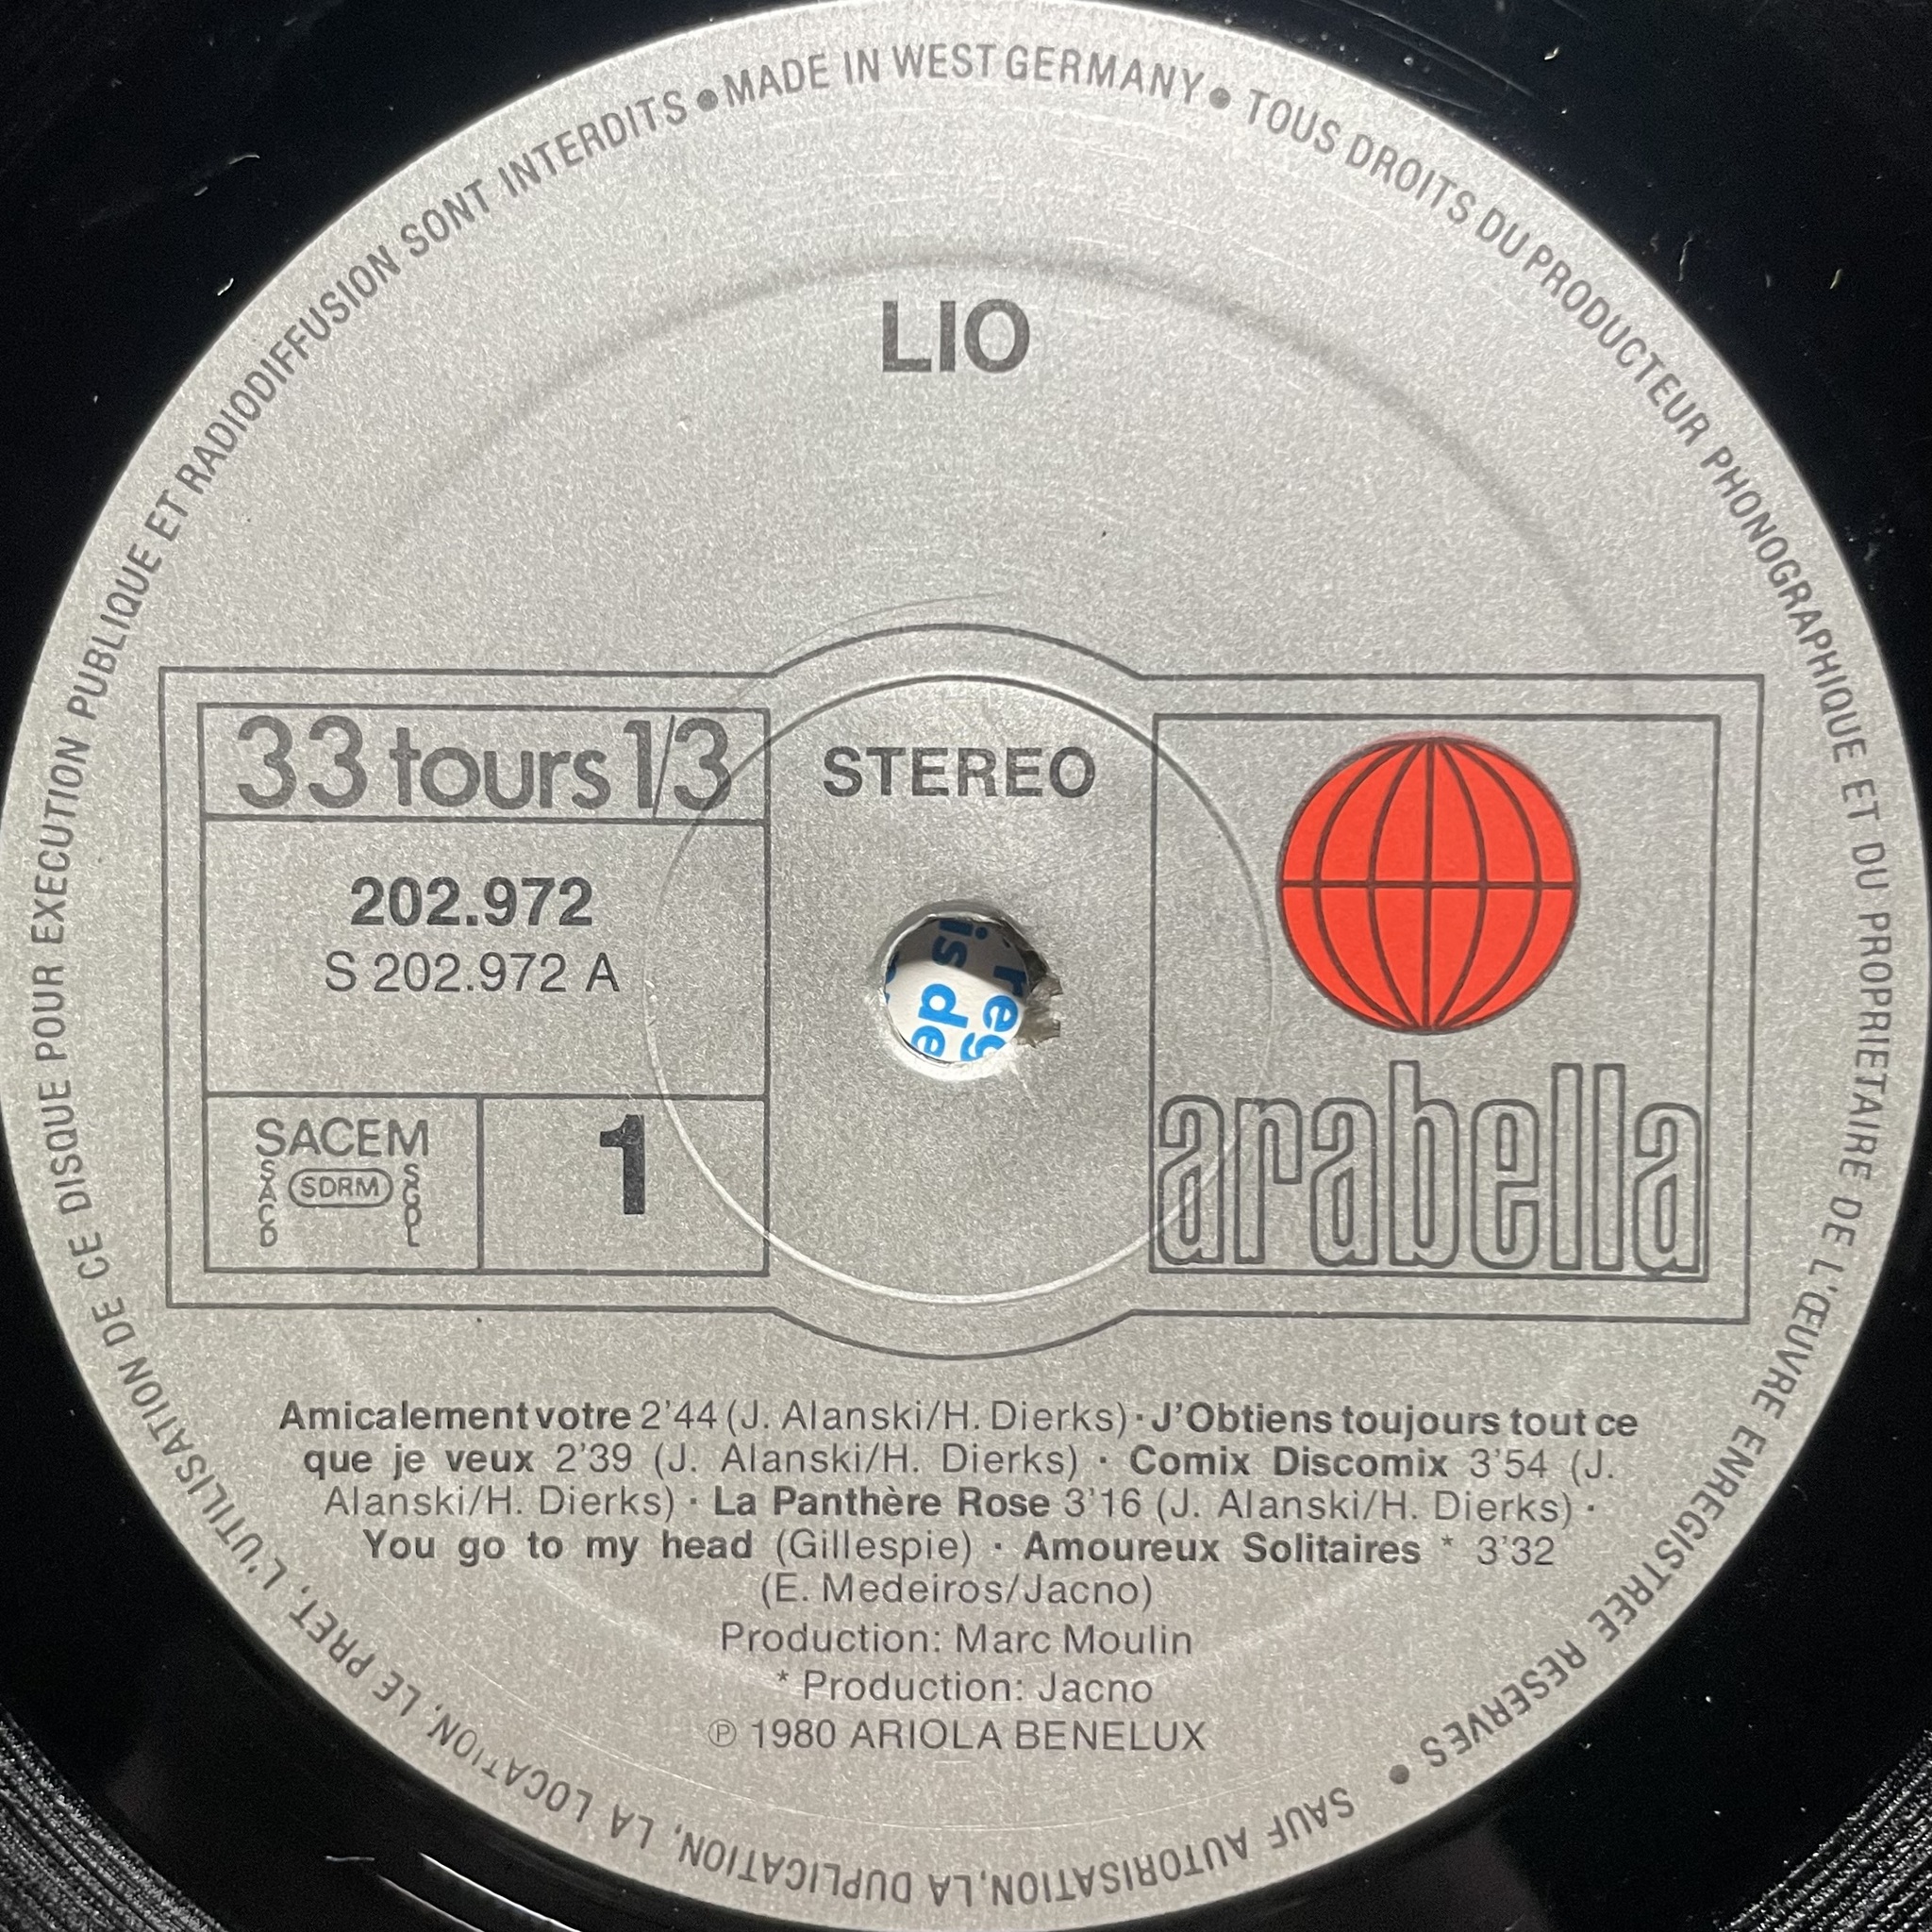 • MADE IN WEST GERMANY • TOUS DROITS DU PRODUCTEUR PHONOGRAPHIQUE ET DU PROPRIETAIRE DE L'ŒUVRE ENREGISTREE RESERVES • SAUF AUTORISATION, LA DUPLICATION, LA LOCATION, LE PRET, L'UTILISATION DE CE DISQUE POUR EXECUTION PUBLIQUE ET RADIODIFFUSION SONT INTERDITS
LIO
33 tours 1/3
STEREO
202.972
S 202.972 A
is de
reg
SACEM
SACD
SDRM
SGDL
1
arabella
Amicalement votre 2'44 (J. Alanski/H. Dierks) · J'Obtiens toujours tout ce
que je veux 2'39 (J. Alanski/H. Dierks) · Comix Discomix 3'54 (J.
Alanski/H. Dierks) · La Panthère Rose 3'16 (J. Alanski/H. Dierks) ·
You go to my head (Gillespie) · Amoureux Solitaires * 3'32
(E. Medeiros/Jacno)
Production: Marc Moulin
* Production: Jacno
℗ 1980 ARIOLA BENELUX